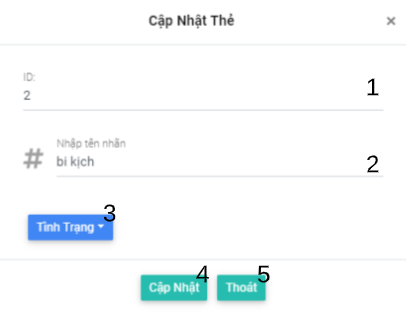 Cập Nhật Thẻ ×
ID:
2 1
# Nhập tên nhãn
bi kịch 2
Tình Trạng 3
Cập Nhật 4 Thoát 5